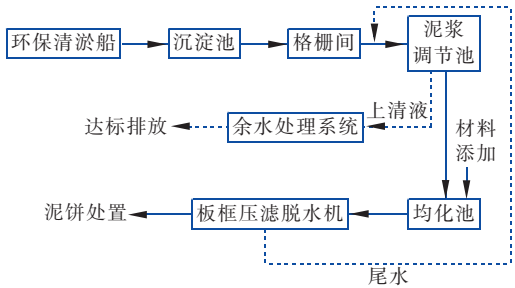 环保清淤船
沉淀池
格栅间
泥浆
调节池
上清液
余水处理系统
达标排放
材料
添加
均化池
板框压滤脱水机
泥饼处置
尾水